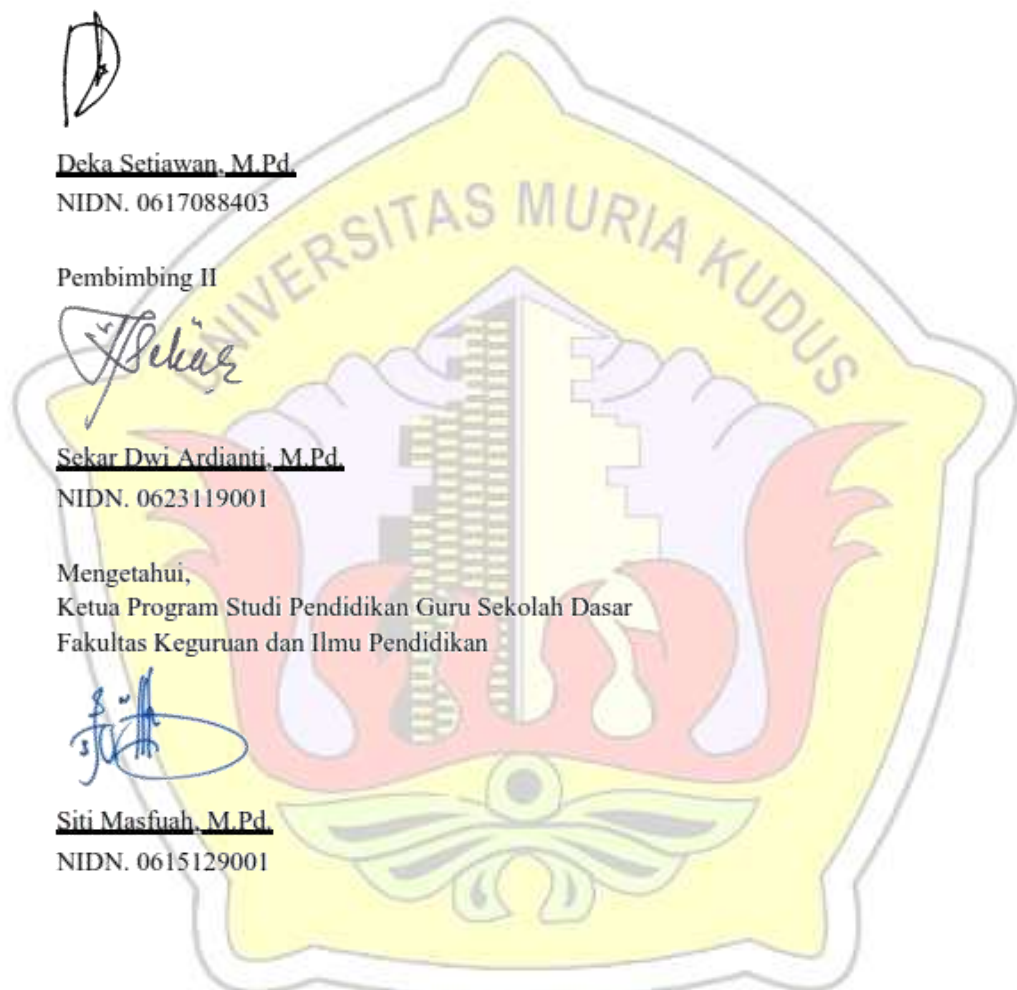 Deka Setiawan, M.Pd.
NIDN. 0617088403
UNIVERSITAS MURIA KUDUS
Pembimbing II
Sekar
Sekar Dwi Ardianti, M.Pd.
NIDN. 0623119001
Mengetahui,
Ketua Program Studi Pendidikan Guru Sekolah Dasar
Fakultas Keguruan dan Ilmu Pendidikan
Siti Masfuah, M.Pd.
NIDN. 0615129001